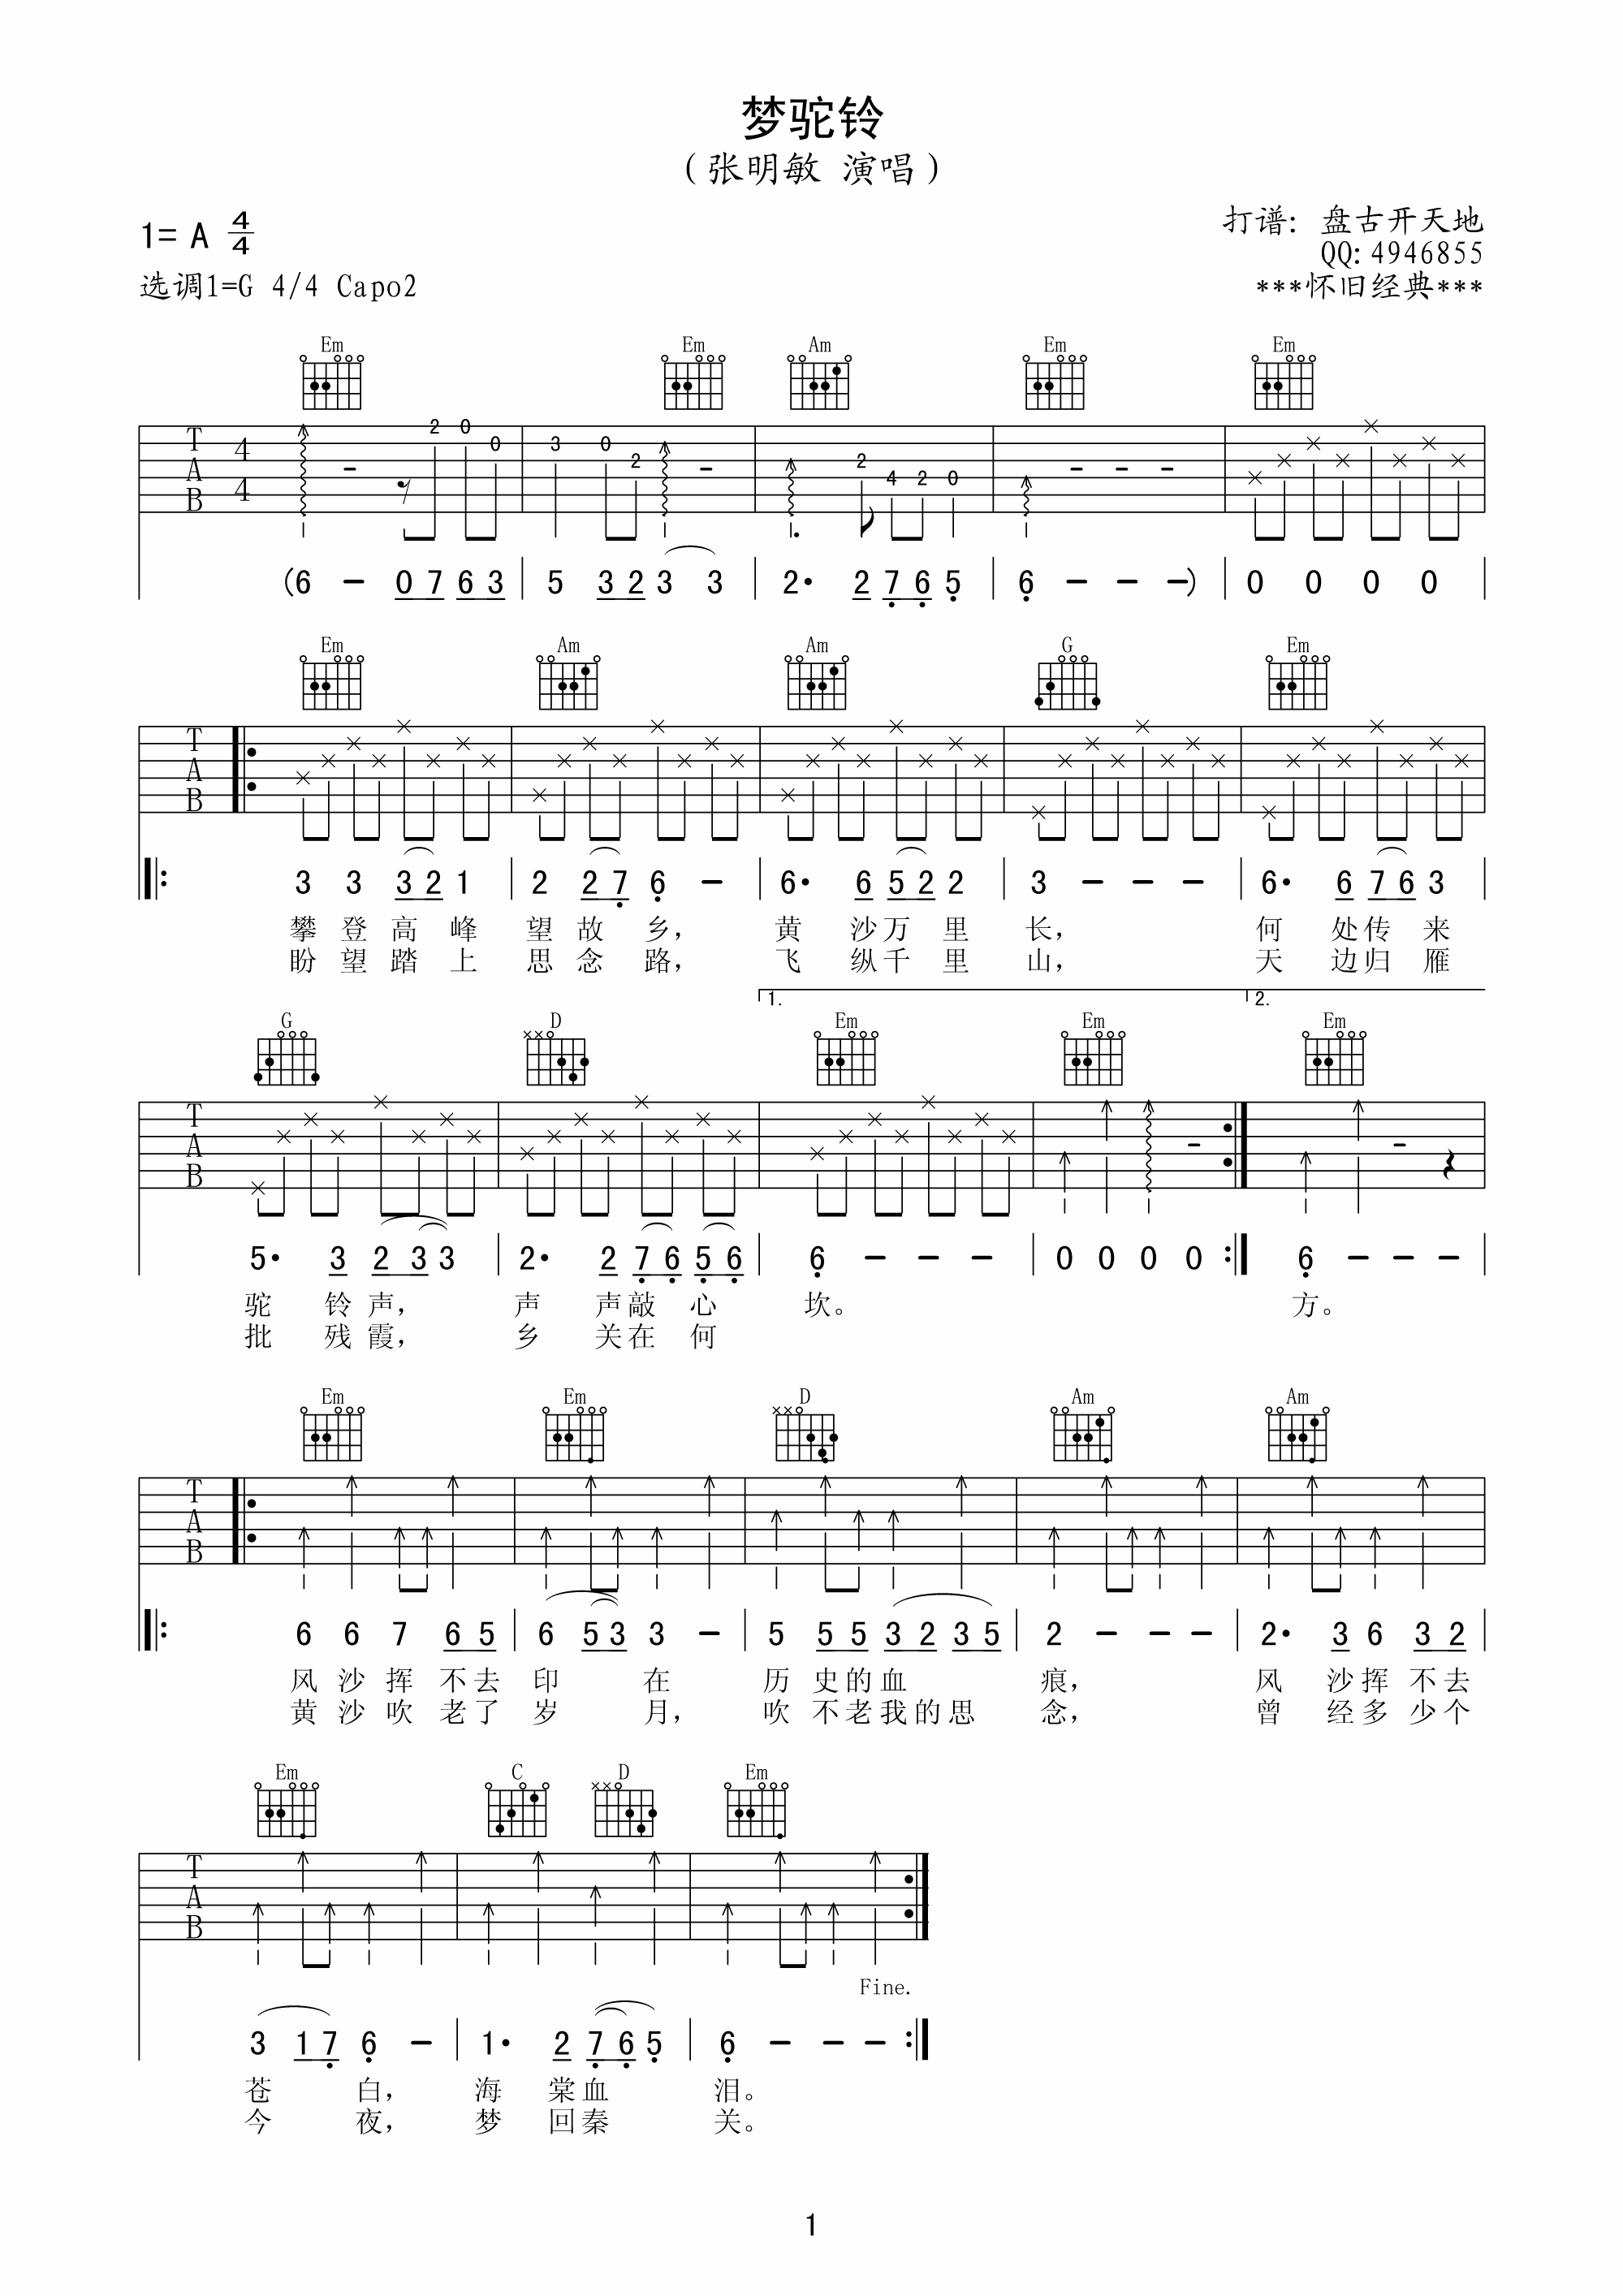 梦驼铃
（张明敏 演唱）
1= A 4/4
打谱: 盘古开天地
QQ: 4946855
选调1=G 4/4 Capo2
***怀旧经典***
Em Em Am Em Em
T A B 4/4 2 0 0 3 0 2 2 4 2 0
(6 - 0 7 6 3 | 5 3 2 3 3 | 2· 2 7 6 5 | 6 - - -) | 0 0 0 0 |
Em Am Am G Em
T A B
3 3 3 2 1 | 2 2 7 6 - | 6· 6 5 2 2 | 3 - - - | 6· 6 7 6 3 |
攀 登 高 峰 望 故 乡, 黄 沙 万 里 长, 何 处 传 来
盼 望 踏 上 思 念 路, 飞 纵 千 里 山, 天 边 归 雁
1. 2.
G D Em Em Em
T A B
5· 3 2 3 3 | 2· 2 7 6 5 6 | 6 - - - | 0 0 0 0 :| 6 - - - |
驼 铃 声, 声 声 敲 心 坎。 方。
批 残 霞, 乡 关 在 何
Em Em D Am Am
T A B
6 6 7 6 5 | 6 5 3 3 - | 5 5 5 3 2 3 5 | 2 - - - | 2· 3 6 3 2 |
风 沙 挥 不 去 印 在 历 史 的 血 痕, 风 沙 挥 不 去
黄 沙 吹 老 了 岁 月, 吹 不 老 我 的 思 念, 曾 经 多 少 个
Em C D Em
T A B
Fine.
3 1 7 6 - | 1· 2 7 6 5 | 6 - - - :|
苍 白, 海 棠 血 泪。
今 夜, 梦 回 秦 关。
1